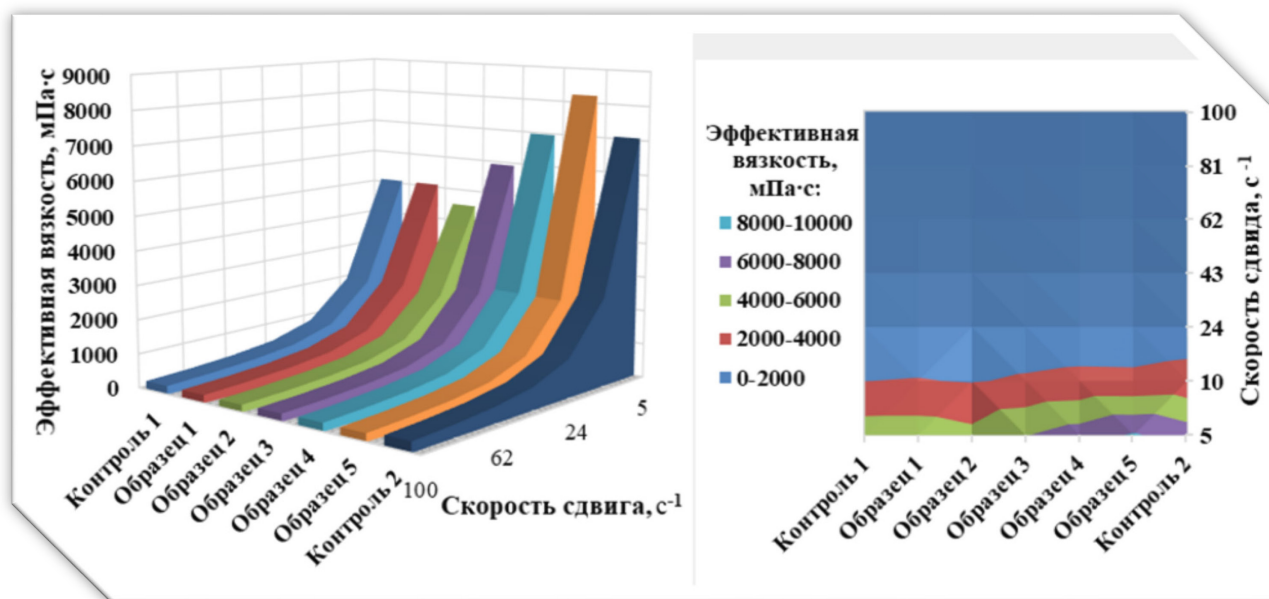 Эффективная вязкость, мПа·с
9000
8000
7000
6000
5000
4000
3000
2000
1000
0
Контроль 1
Образец 1
Образец 2
Образец 3
Образец 4
Образец 5
Контроль 2
100
62
24
5
Скорость сдвига, с-1
Эффективная
вязкость,
мПа·с:
8000-10000
6000-8000
4000-6000
2000-4000
0-2000
100
81
62
43
24
10
5
Скорость сдвида, с -1
Контроль 1
Образец 1
Образец 2
Образец 3
Образец 4
Образец 5
Контроль 2